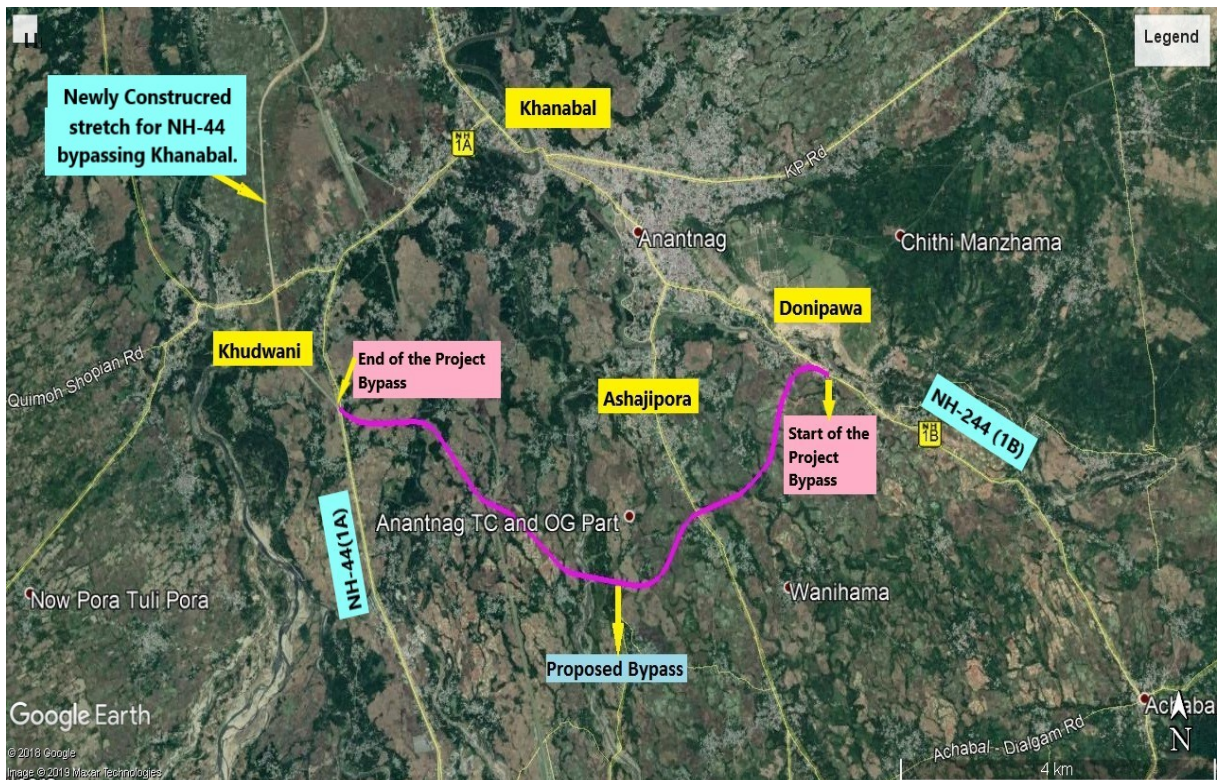 Legend
Newly Construcred
stretch for NH-44
bypassing Khanabal.
Khanabal
NH
1A
KP Rd
Anantnag
Chithi Manzhama
Donipawa
Khudwani
End of the Project
Bypass
Quimoh Shopian Rd
Ashajipora
NH-244 (1B)
NH
1B
Start of the
Project
Bypass
Anantnag TC and OG Part
NH-44(1A)
Now Pora Tuli Pora
Wanihama
Proposed Bypass
Achaba
Google Earth
N
Achabal - Dialgam Rd
© 2018 Google
Image © 2019 Maxar Technologies
4 km